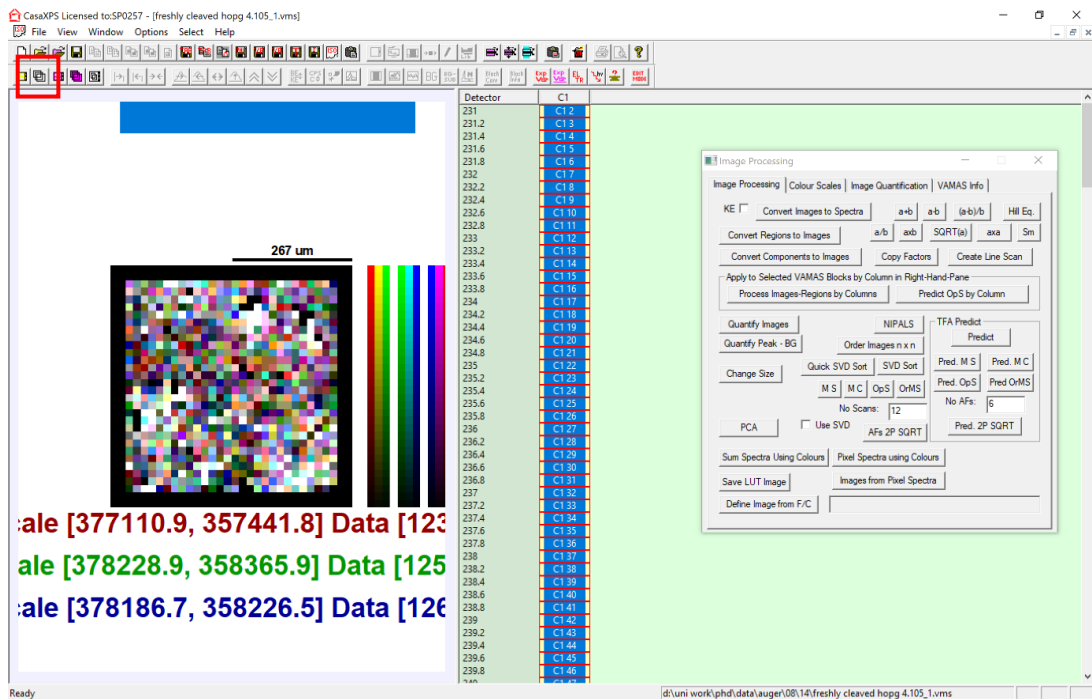 CasaXPS Licensed to:SP0257 - [freshly cleaved hopg 4.105_1.vms]
File View Window Options Select Help
267 um
cale [377110.9, 357441.8] Data [123
ale [378228.9, 358365.9] Data [125
cale [378186.7, 358226.5] Data [126
Detector C1
231 C1 2
231.2 C1 3
231.4 C1 4
231.6 C1 5
231.8 C1 6
232 C1 7
232.2 C1 8
232.4 C1 9
232.6 C1 10
232.8 C1 11
233 C1 12
233.2 C1 13
233.4 C1 14
233.6 C1 15
233.8 C1 16
234 C1 17
234.2 C1 18
234.4 C1 19
234.6 C1 20
234.8 C1 21
235 C1 22
235.2 C1 23
235.4 C1 24
235.6 C1 25
235.8 C1 26
236 C1 27
236.2 C1 28
236.4 C1 29
236.6 C1 30
236.8 C1 31
237 C1 32
237.2 C1 33
237.4 C1 34
237.6 C1 35
237.8 C1 36
238 C1 37
238.2 C1 38
238.4 C1 39
238.6 C1 40
238.8 C1 41
239 C1 42
239.2 C1 43
239.4 C1 44
239.6 C1 45
239.8 C1 46
240 C1 47
Image Processing
Image Processing Colour Scales Image Quantification VAMAS Info
KE Convert Images to Spectra a+b a-b (a-b)/b Hill Eq.
Convert Regions to Images a/b axb SQRT(a) axa Sm
Convert Components to Images Copy Factors Create Line Scan
Apply to Selected VAMAS Blocks by Column in Right-Hand-Pane
Process Images-Regions by Columns Predict OpS by Column
Quantify Images NIPALS TFA Predict
Predict
Quantify Peak - BG Order Images n x n
Change Size Quick SVD Sort SVD Sort Pred. M S Pred. M C
M S M C OpS OrMS Pred. OpS Pred OrMS
No Scans: 12 No AFs: 6
PCA Use SVD AFs 2P SQRT Pred. 2P SQRT
Sum Spectra Using Colours Pixel Spectra using Colours
Save LUT Image Images from Pixel Spectra
Define Image from F/C
Ready d:\uni work\phd\data\auger\08\14\freshly cleaved hopg 4.105_1.vms